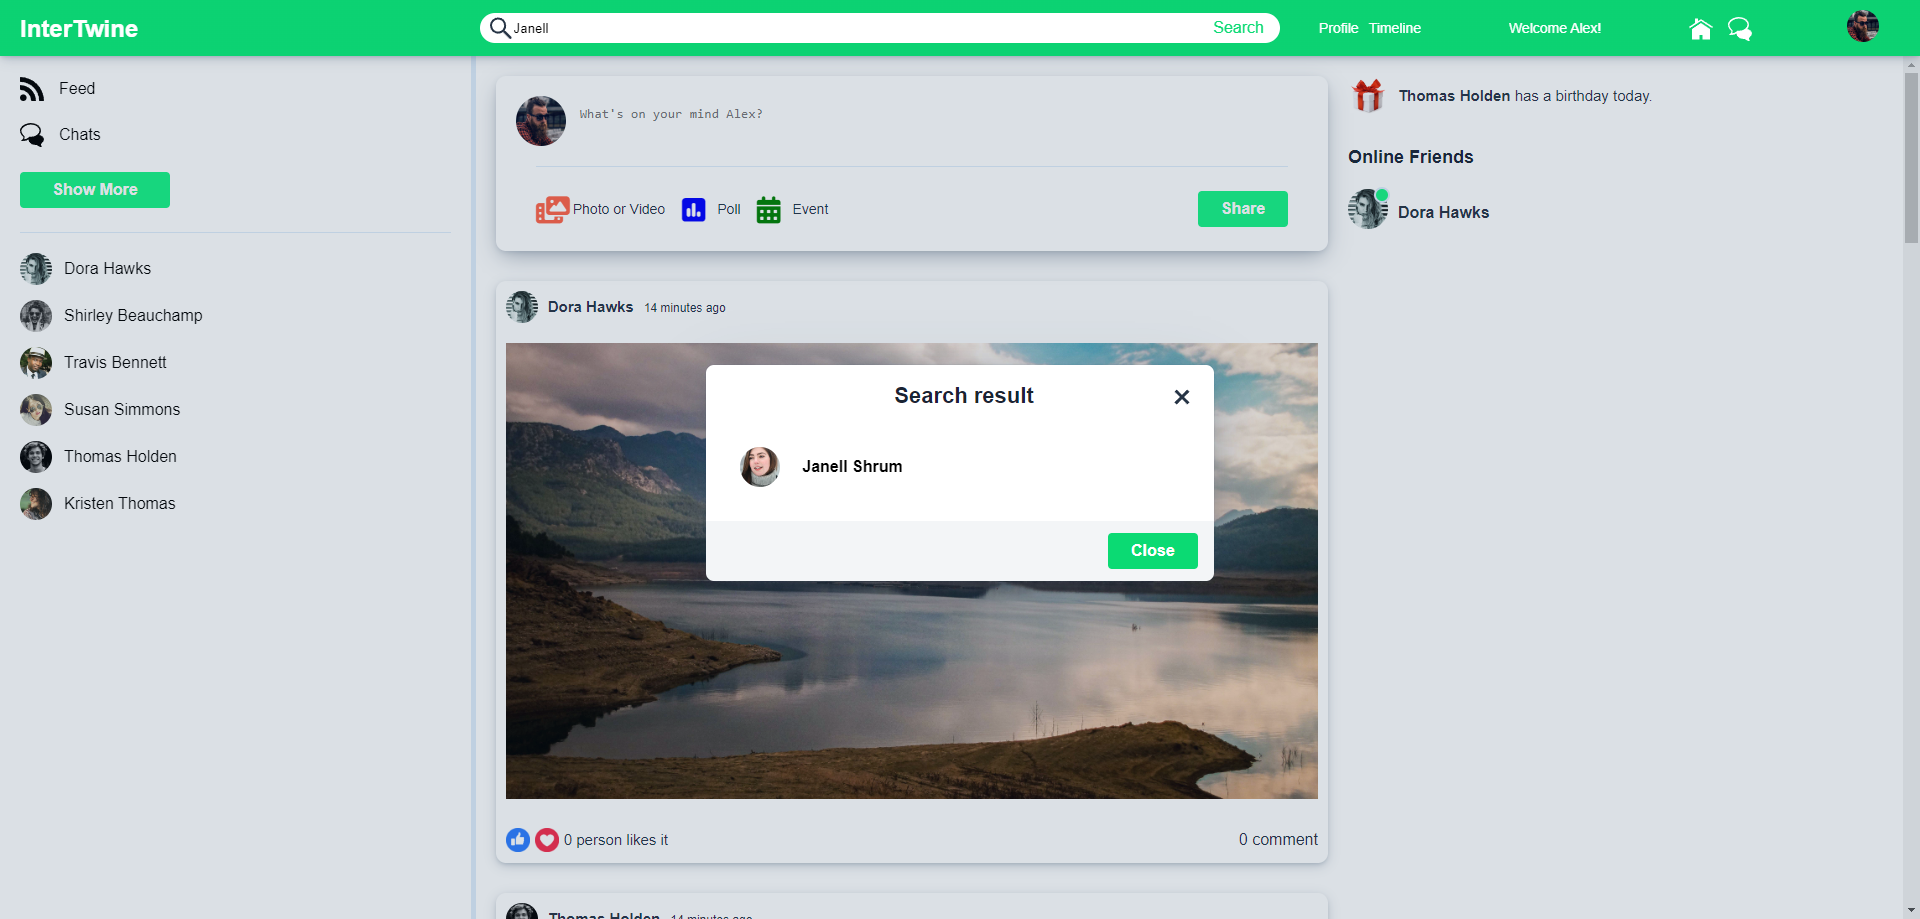 InterTwine
Janell
Search
Profile
Timeline
Welcome Alex!
Feed
Chats
Show More
Dora Hawks
Shirley Beauchamp
Travis Bennett
Susan Simmons
Thomas Holden
Kristen Thomas
What's on your mind Alex?
Photo or Video
Poll
Event
Share
Dora Hawks 14 minutes ago
Search result
Janell Shrum
Close
0 person likes it
0 comment
Thomas Holden 14 minutes ago
Thomas Holden has a birthday today.
Online Friends
Dora Hawks